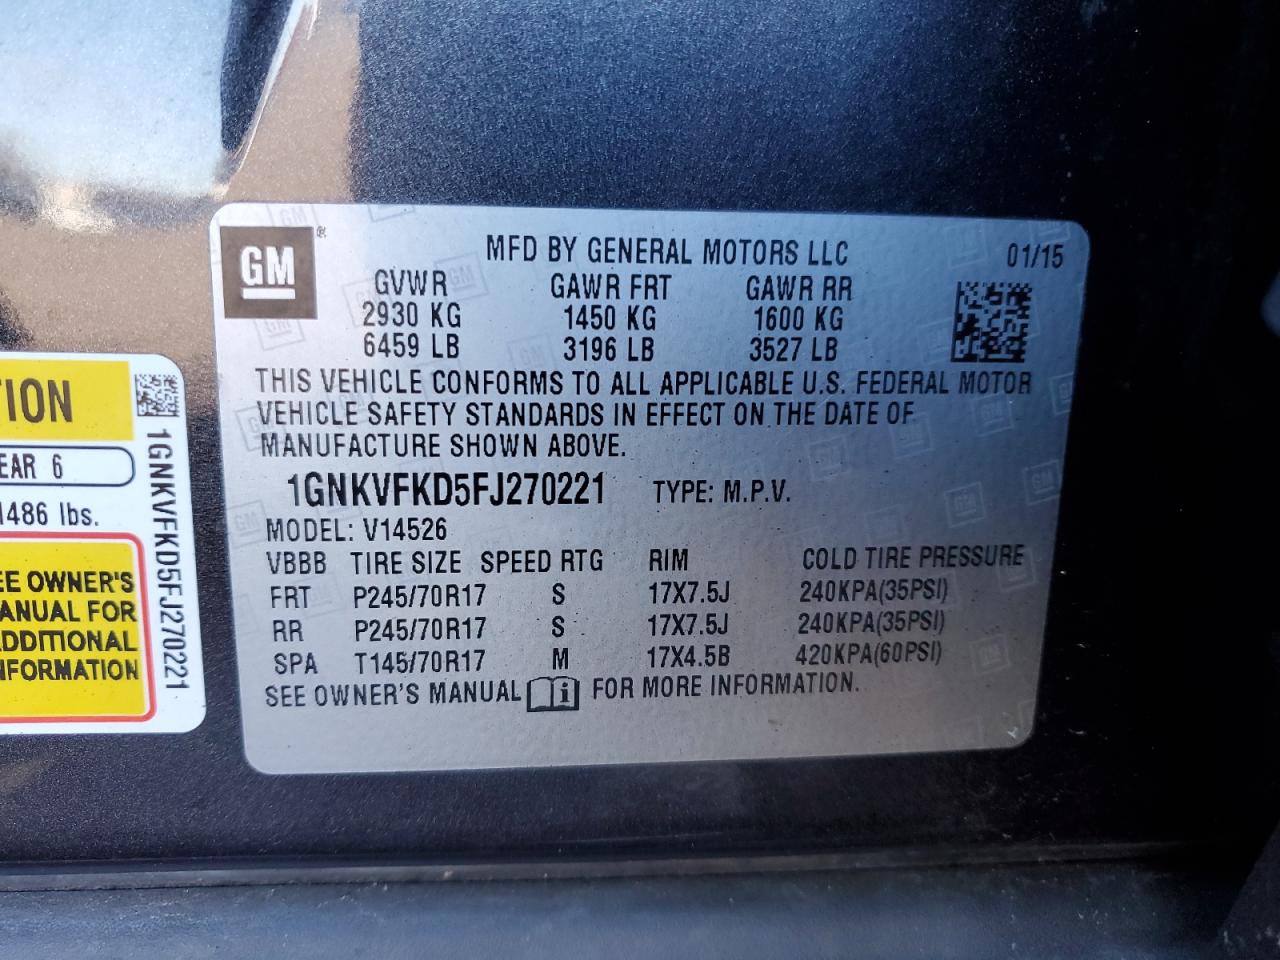 GM
®
MFD BY GENERAL MOTORS LLC 01/15
GVWR GAWR FRT GAWR RR
2930 KG 1450 KG 1600 KG
6459 LB 3196 LB 3527 LB
THIS VEHICLE CONFORMS TO ALL APPLICABLE U.S. FEDERAL MOTOR
VEHICLE SAFETY STANDARDS IN EFFECT ON THE DATE OF
MANUFACTURE SHOWN ABOVE.
1GNKVFKD5FJ270221 TYPE: M.P.V.
MODEL: V14526
VBBB TIRE SIZE SPEED RTG RIM COLD TIRE PRESSURE
FRT P245/70R17 S 17X7.5J 240KPA(35PSI)
RR P245/70R17 S 17X7.5J 240KPA(35PSI)
SPA T145/70R17 M 17X4.5B 420KPA(60PSI)
SEE OWNER'S MANUAL i FOR MORE INFORMATION.
TION
EAR 6
1486 lbs.
EE OWNER'S
ANUAL FOR
ADDITIONAL
NFORMATION
1GNKVFKD5FJ270221